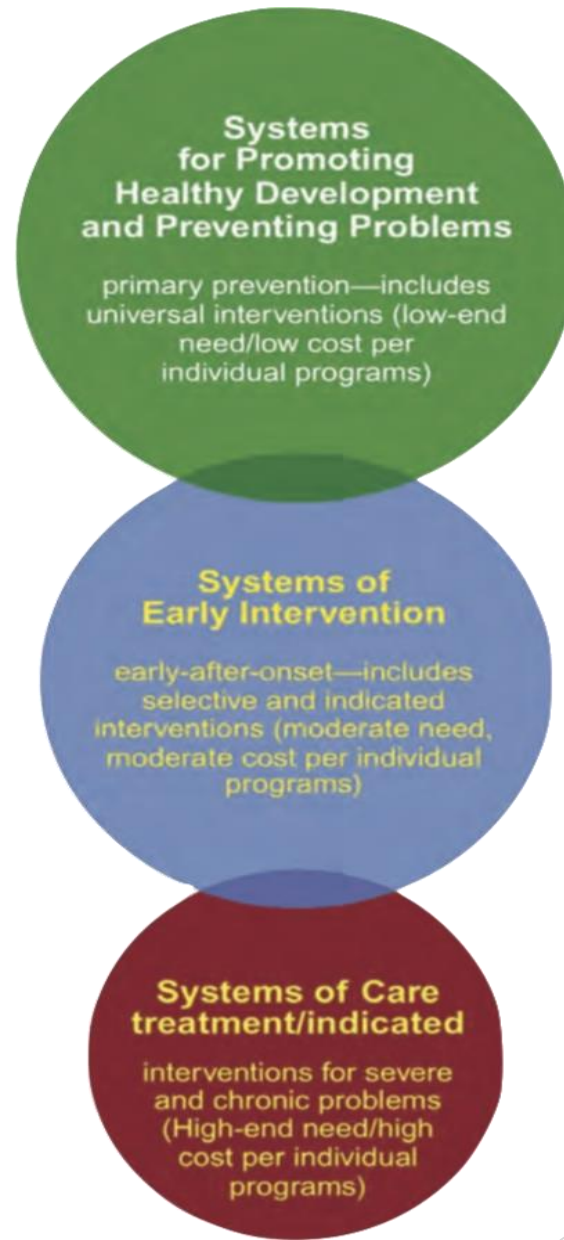 Systems
for Promoting
Healthy Development
and Preventing Problems
primary prevention—includes
universal interventions (low-end
need/low cost per
individual programs)
Systems of
Early Intervention
early-after-onset—includes
selective and indicated
interventions (moderate need,
moderate cost per individual
programs)
Systems of Care
treatment/indicated
interventions for severe
and chronic problems
(High-end need/high
cost per individual
programs)